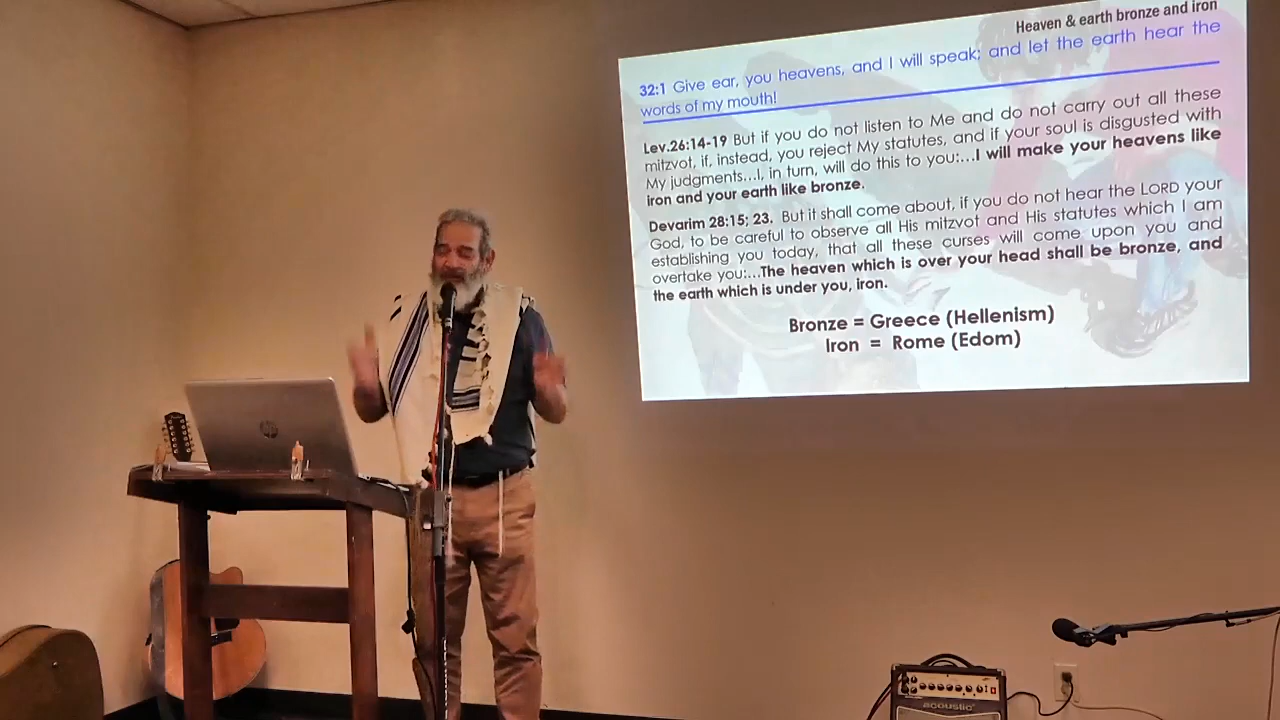 Heaven & earth bronze and iron
32:1 Give ear, you heavens, and I will speak; and let the earth hear the
words of my mouth!
Lev.26:14-19 But if you do not listen to Me and do not carry out all these
mitzvot, if, instead, you reject My statutes, and if your soul is disgusted with
My judgments...I, in turn, will do this to you:...I will make your heavens like
iron and your earth like bronze.
Devarim 28:15; 23. But it shall come about, if you do not hear the LORD your
God, to be careful to observe all His mitzvot and His statutes which I am
establishing you today, that all these curses will come upon you and
overtake you:...The heaven which is over your head shall be bronze, and
the earth which is under you, iron.
Bronze = Greece (Hellenism)
Iron = Rome (Edom)
hp
acoustic